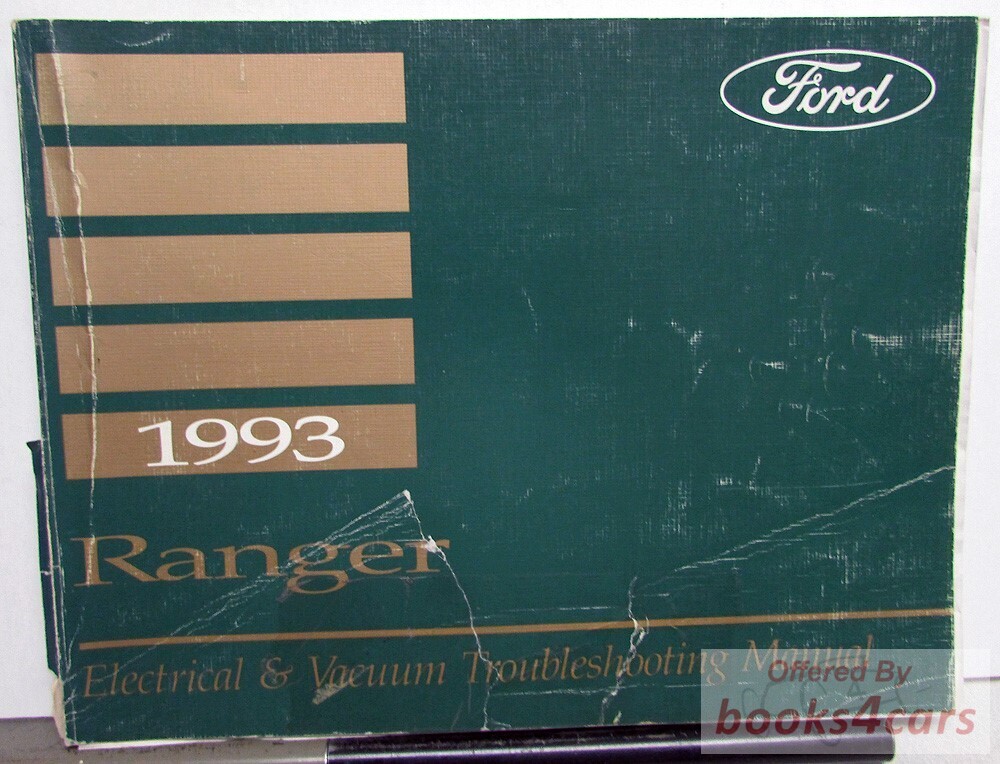 Ford
1993
Ranger
Electrical & Vacuum Troubleshooting Manual
Offered By
books4cars